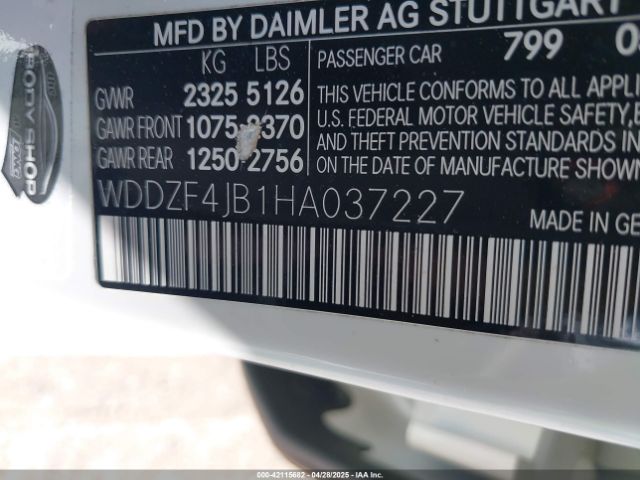 MFD BY DAIMLER AG STUTTGART
KG LBS
PASSENGER CAR 799
GVWR 2325 5126
GAWR FRONT 1075 2370
GAWR REAR 1250 2756
THIS VEHICLE CONFORMS TO ALL
U.S. FEDERAL MOTOR VEHICLE SAFETY,
AND THEFT PREVENTION STANDARDS
ON THE DATE OF MANUFACTURE SHOWN
WDDZF4JB1HA037227
MADE IN GE
BODY SHOP
000-42115682 - 04/28/2025 - IAA Inc.